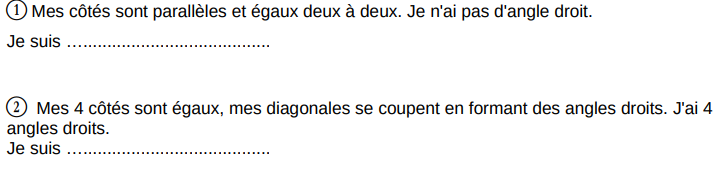 ① Mes côtés sont parallèles et égaux deux à deux. Je n'ai pas d'angle droit.
Je suis ............................................
② Mes 4 côtés sont égaux, mes diagonales se coupent en formant des angles droits. J'ai 4
angles droits.
Je suis ............................................